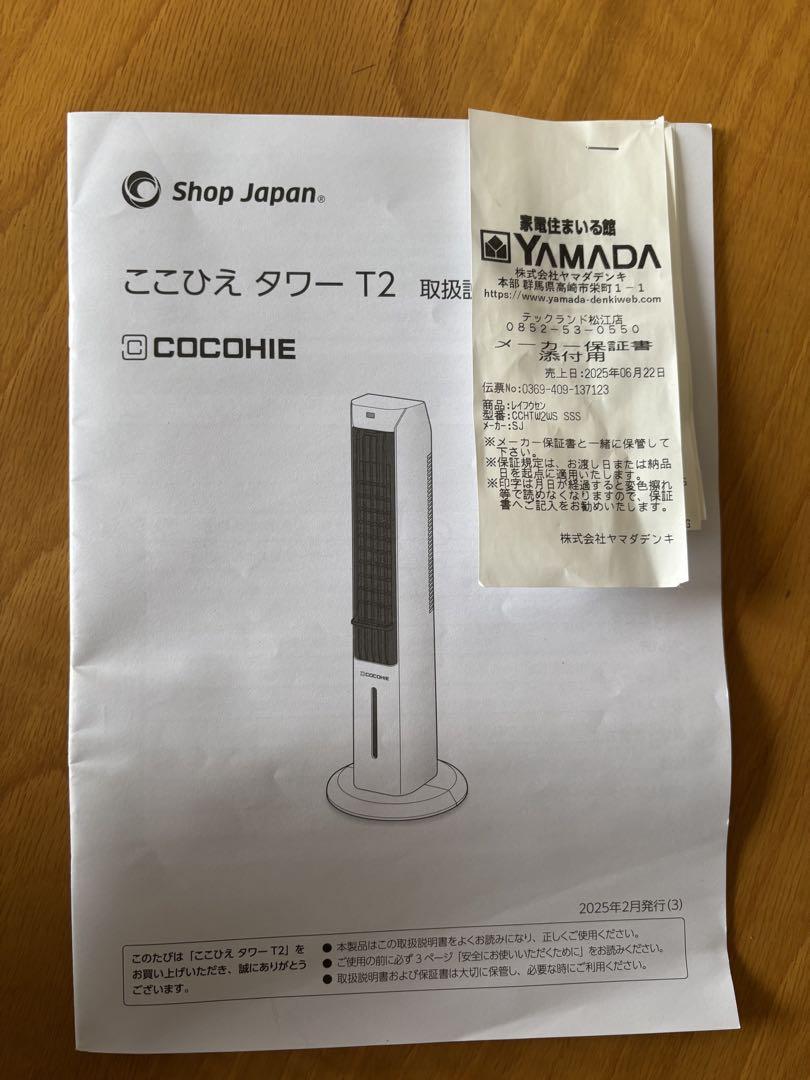 Shop Japan®
ここひえ タワー T2 取扱説
COCOHIE
家電住まいる館
YAMADA
株式会社ヤマダデンキ
本部 群馬県高崎市栄町1-1
https://www.yamada-denkiweb.com
テックランド松江店
0852-53-0550
メーカー保証書
添付用
売上日:2025年06月22日
伝票No:0369-409-137123
商品:レイフウセン
型番:CCHTW2WS SSS
メーカー:SJ
※メーカー保証書と一緒に保管して
下さい。
※保証規定は、お渡し日または納品
日を起点に適用いたします。
※印字は月日が経過すると変色擦れ
等で読めなくなりますので、保証
書へご記入をお勧めいたします。
株式会社ヤマダデンキ
COCOHIE
2025年2月発行(3)
このたびは「ここひえ タワー T2」を
お買い上げいただき、誠にありがとう
ございます。
● 本製品はこの取扱説明書をよくお読みになり、正しくご使用ください。
● ご使用の前に必ず3ページ「安全にお使いいただくために」をお読みください。
● 取扱説明書および保証書は大切に保管し、必要な時にご利用ください。